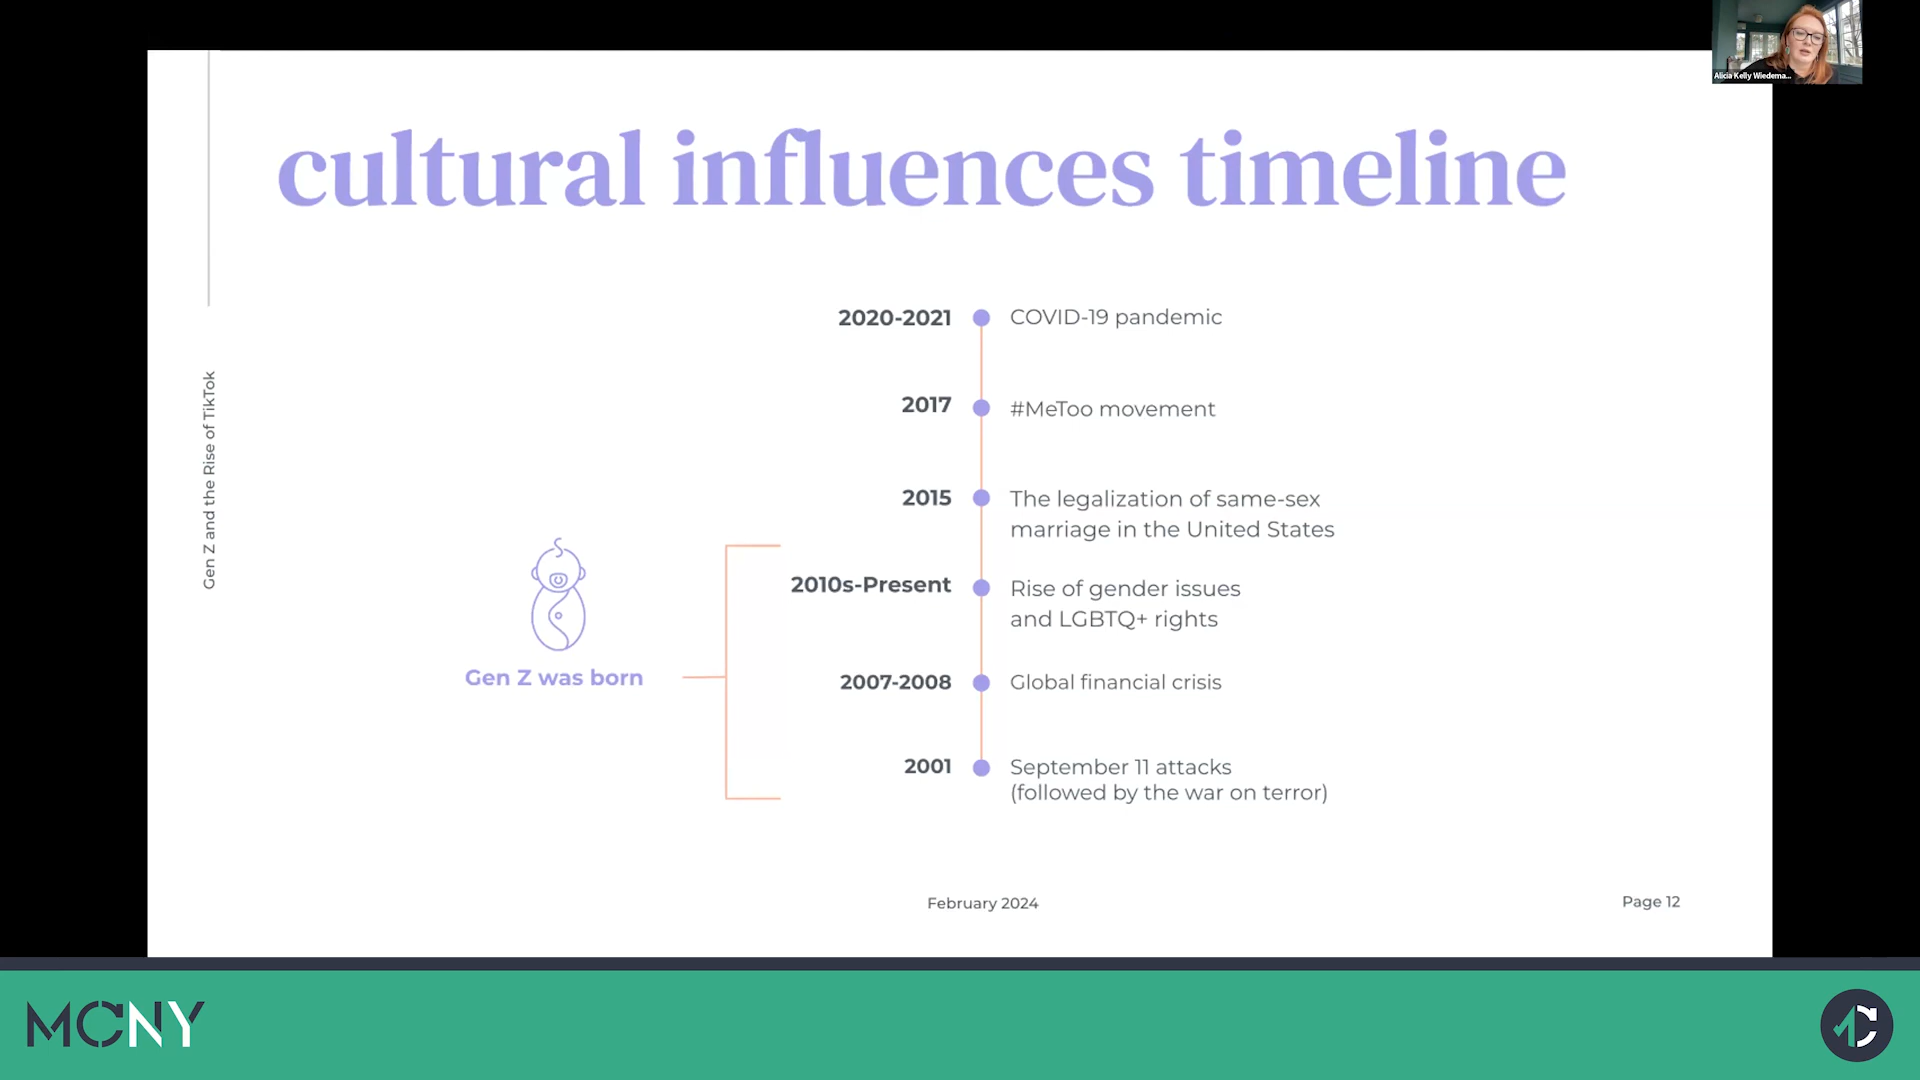 Alicia Kelly Wiedema...
cultural influences timeline
Gen Z and the Rise of TikTok
2020-2021 COVID-19 pandemic
2017 #MeToo movement
2015 The legalization of same-sex
marriage in the United States
2010s-Present Rise of gender issues
and LGBTQ+ rights
Gen Z was born
2007-2008 Global financial crisis
2001 September 11 attacks
(followed by the war on terror)
February 2024
Page 12
MCNY